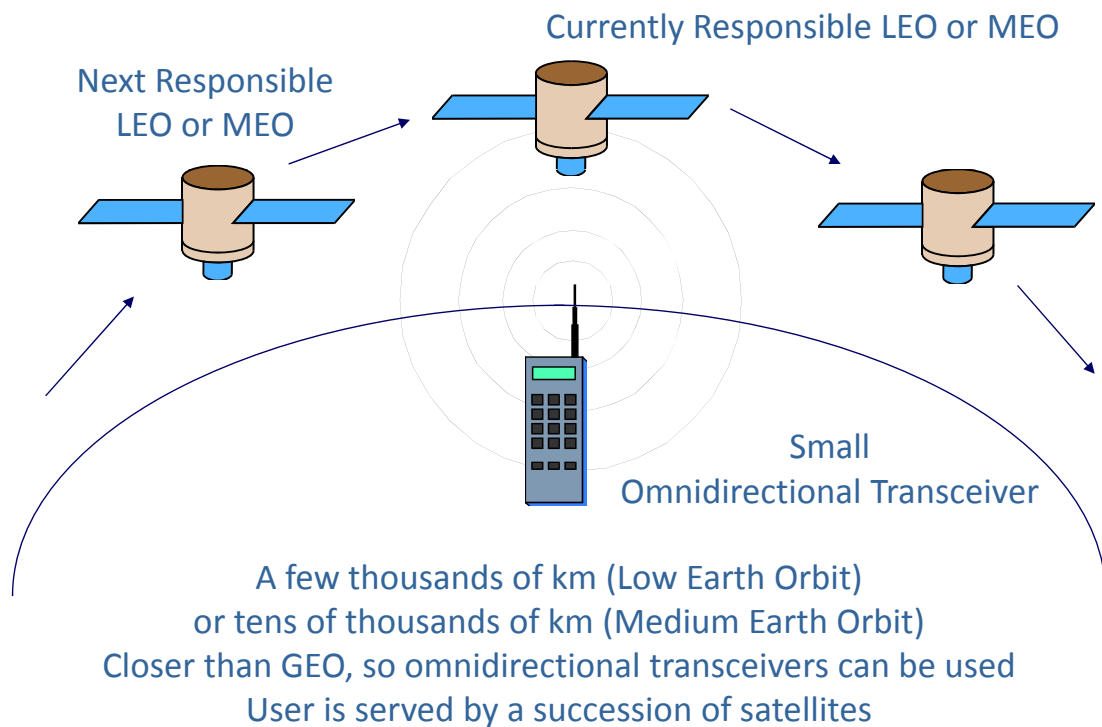 Currently Responsible LEO or MEO
Next Responsible
LEO or MEO
Small
Omnidirectional Transceiver
A few thousands of km (Low Earth Orbit)
or tens of thousands of km (Medium Earth Orbit)
Closer than GEO, so omnidirectional transceivers can be used
User is served by a succession of satellites